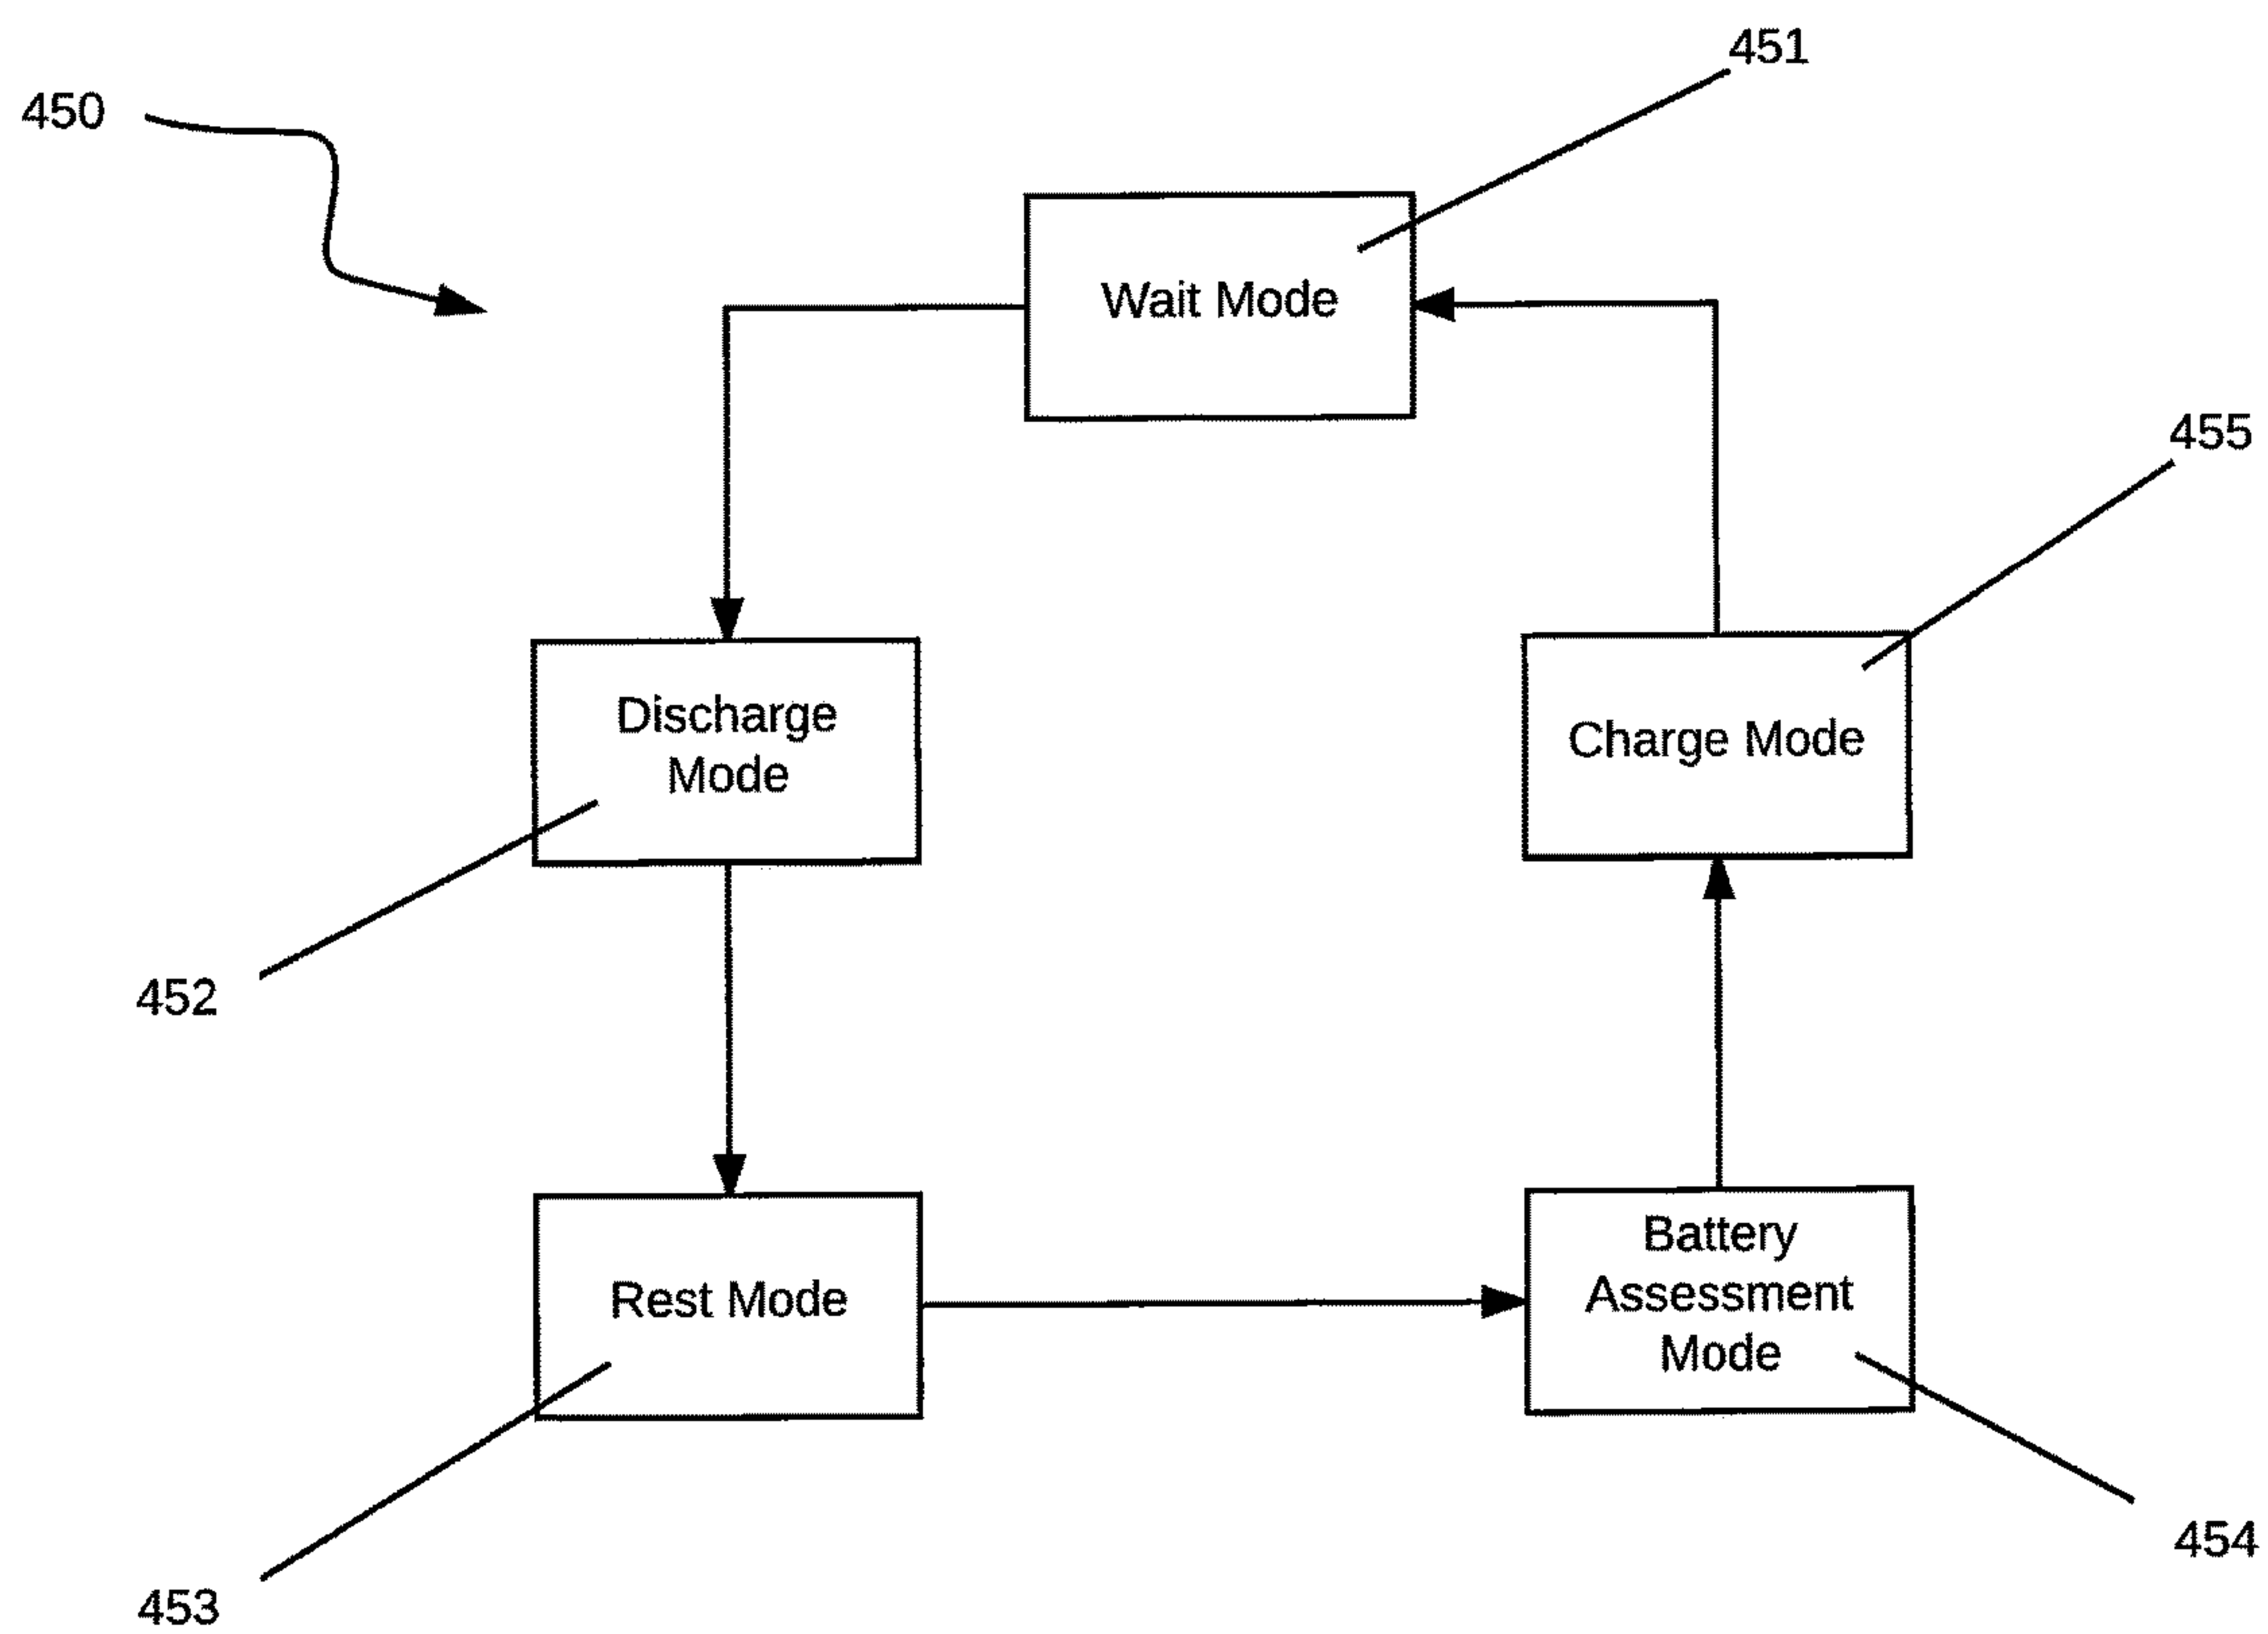 451
450
Wait Mode
455
Discharge
Mode
Charge Mode
452
Rest Mode
Battery
Assessment
Mode
454
453